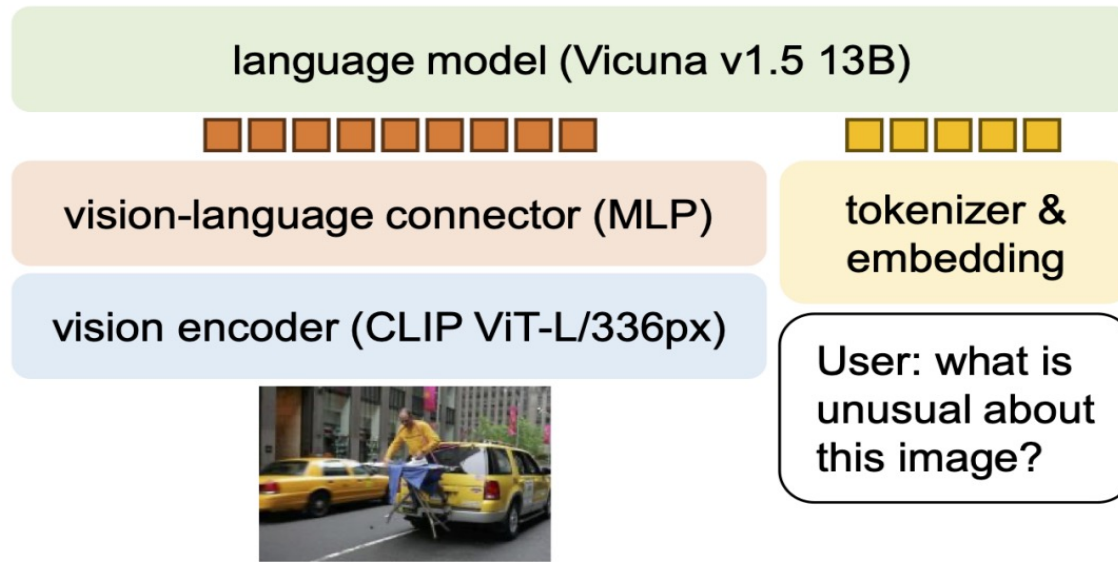 language model (Vicuna v1.5 13B)
vision-language connector (MLP)
tokenizer &
embedding
vision encoder (CLIP ViT-L/336px)
User: what is
unusual about
this image?